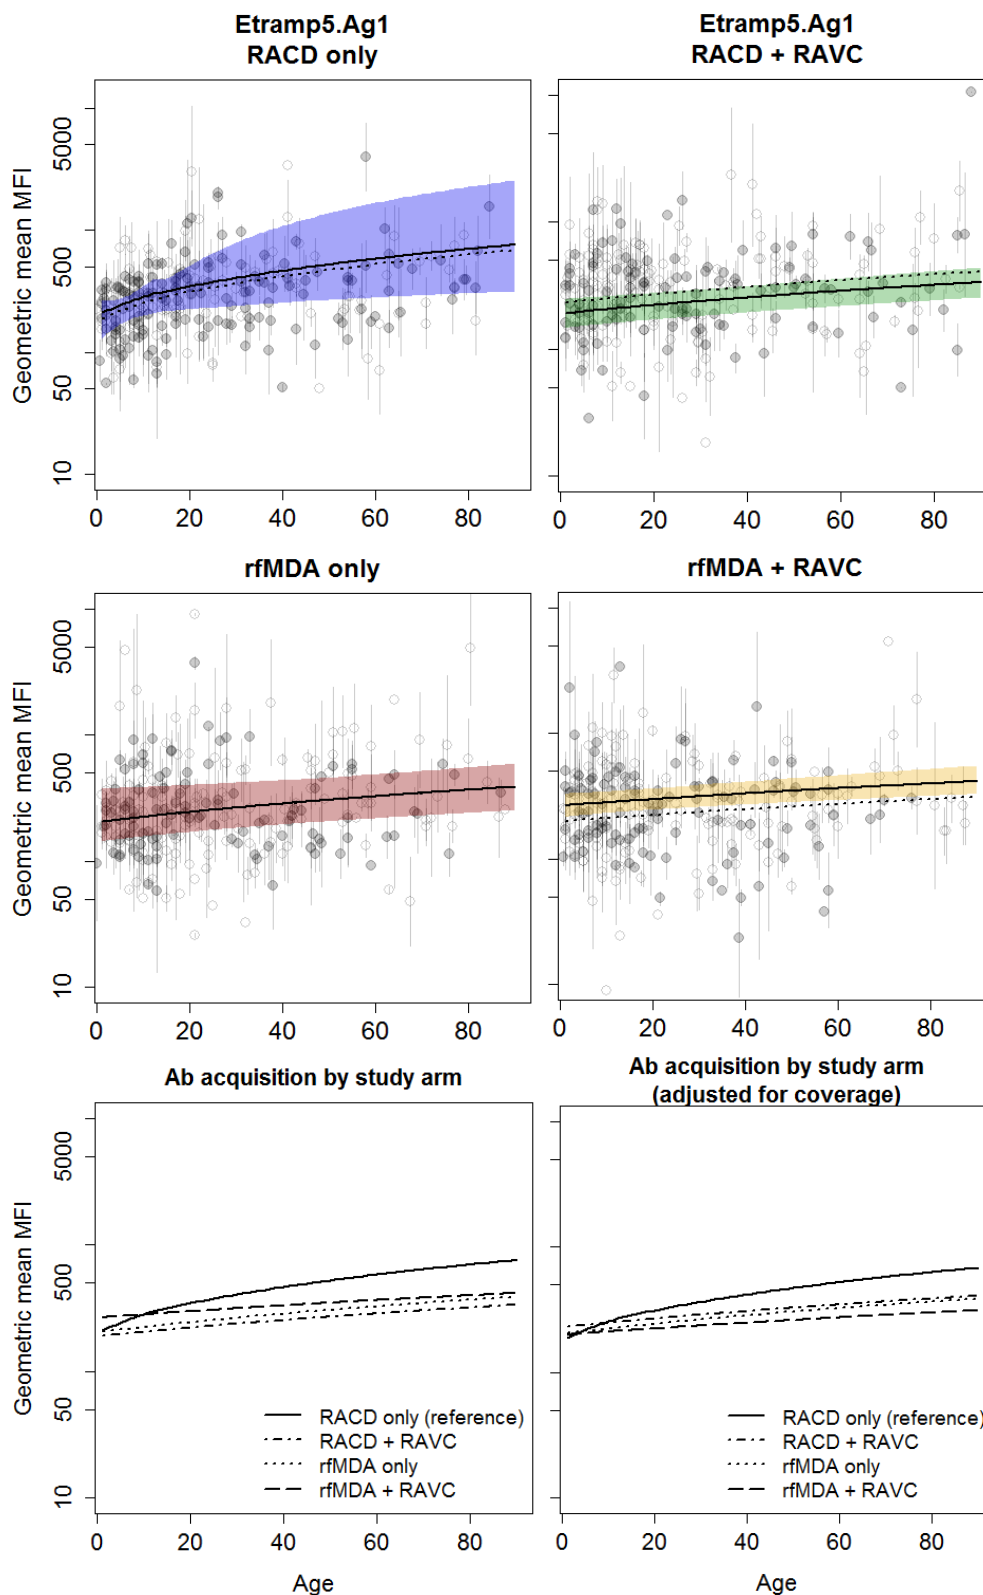 Etramp5.Ag1
RACD only
Etramp5.Ag1
RACD + RAVC
Geometric mean MFI
5000
500
50
10
0 20 40 60 80
0 20 40 60 80
rfMDA only
rfMDA + RAVC
Geometric mean MFI
5000
500
50
10
0 20 40 60 80
0 20 40 60 80
Ab acquisition by study arm
Ab acquisition by study arm
(adjusted for coverage)
Geometric mean MFI
5000
500
50
10
RACD only (reference)
RACD + RAVC
rfMDA only
rfMDA + RAVC
RACD only (reference)
RACD + RAVC
rfMDA only
rfMDA + RAVC
0 20 40 60 80
0 20 40 60 80
Age
Age